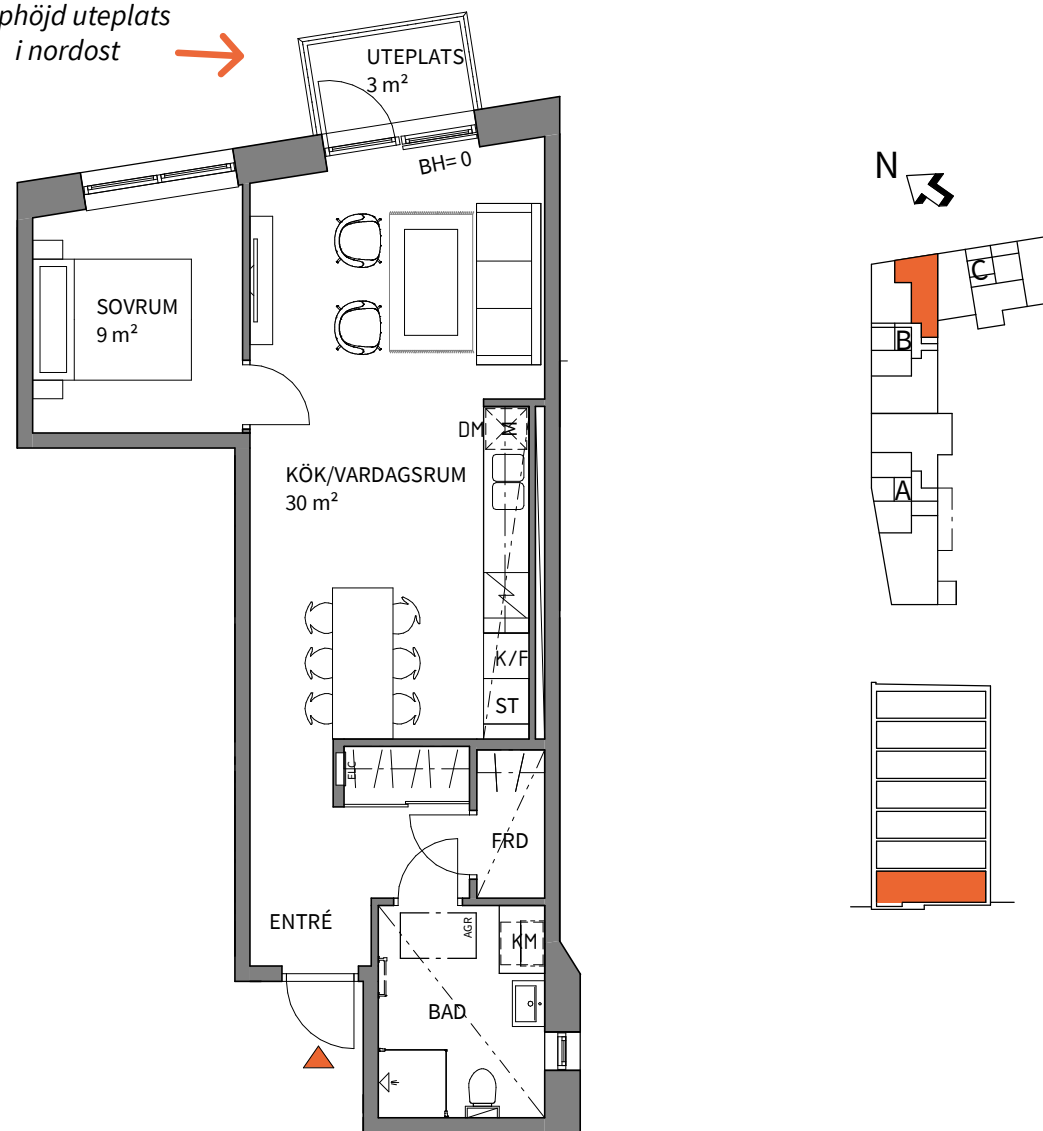 phöjd uteplats
i nordost
UTEPLATS
3 m²
BH= 0
N
C
B
A
SOVRUM
9 m²
DM
M
KÖK/VARDAGSRUM
30 m²
K/F
ST
ELC
FRD
ENTRÉ
AGR
KM
BAD